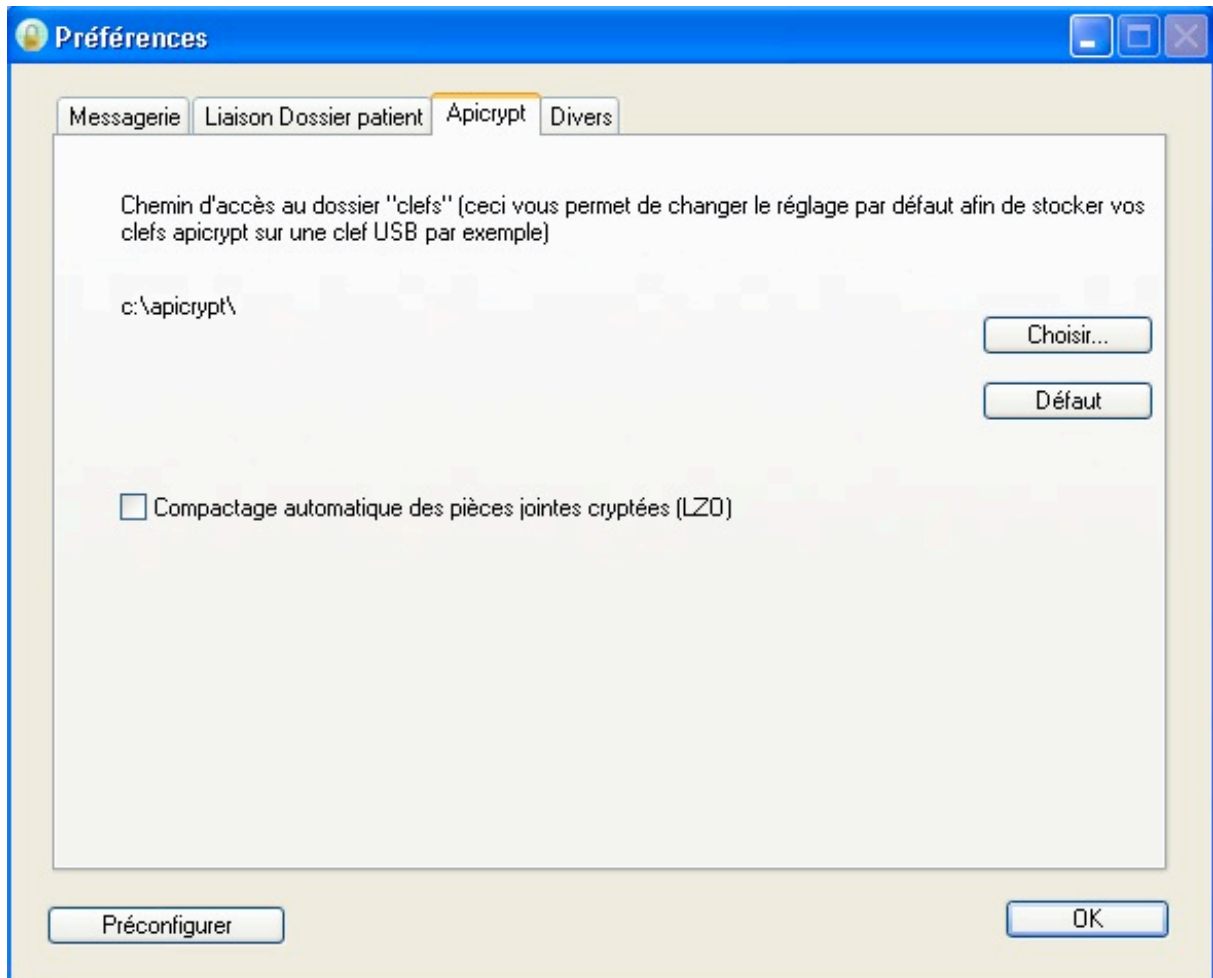 Préférences
Messagerie Liaison Dossier patient Apicrypt Divers
Chemin d'accès au dossier "clefs" (ceci vous permet de changer le réglage par défaut afin de stocker vos
clefs apicrypt sur une clef USB par exemple)
c:\apicrypt\
Choisir...
Défaut
Compactage automatique des pièces jointes cryptées (LZO)
Préconfigurer
OK